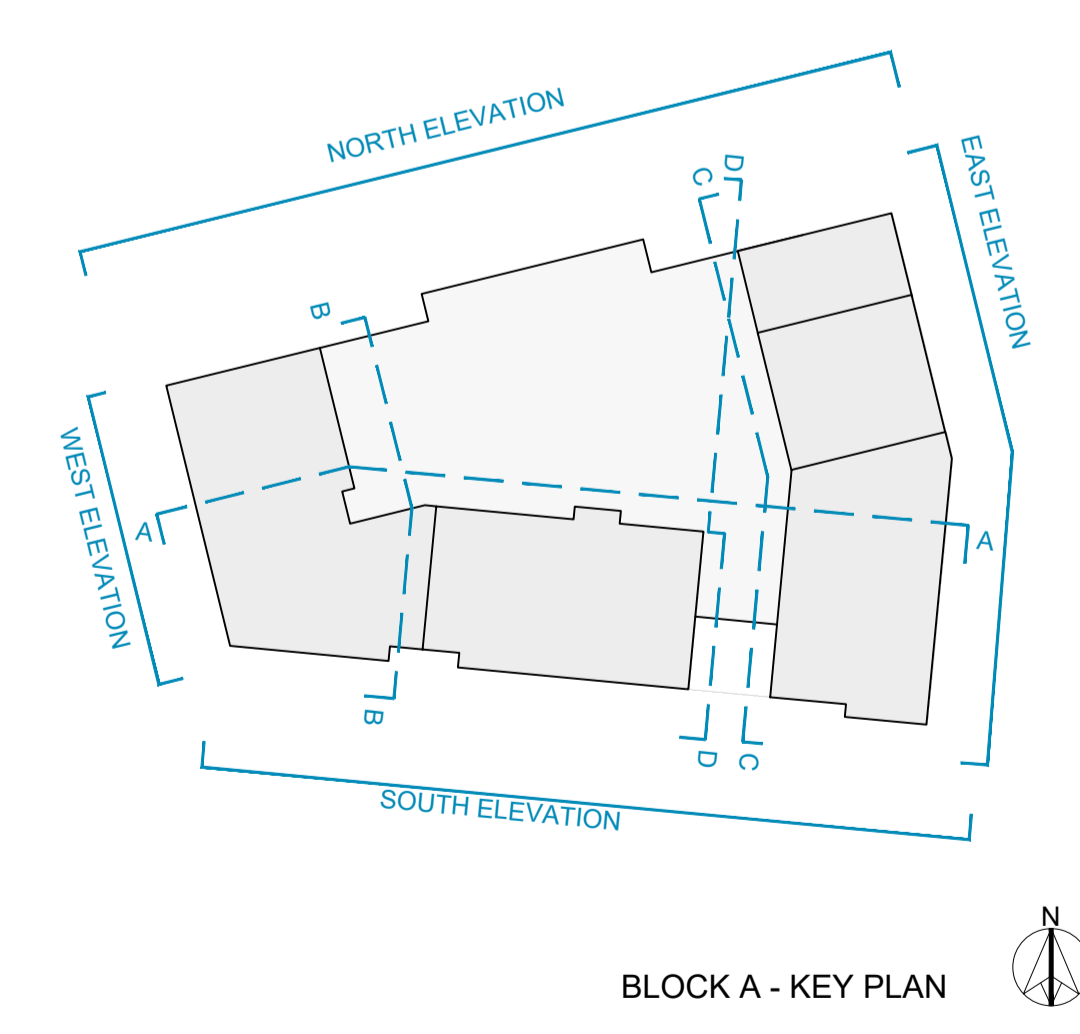 NORTH ELEVATION
EAST ELEVATION
D
C
B
WEST ELEVATION
A
A
B
D
C
SOUTH ELEVATION
N
BLOCK A - KEY PLAN